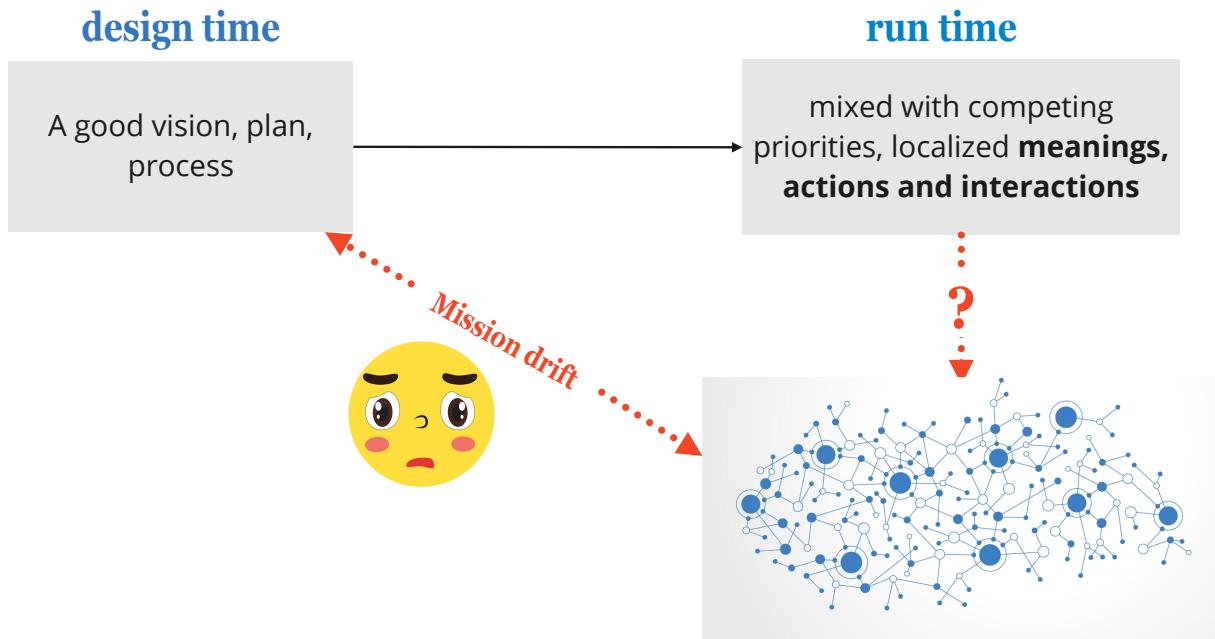 design time
run time
A good vision, plan,
process
mixed with competing
priorities, localized meanings,
actions and interactions
Mission drift
?